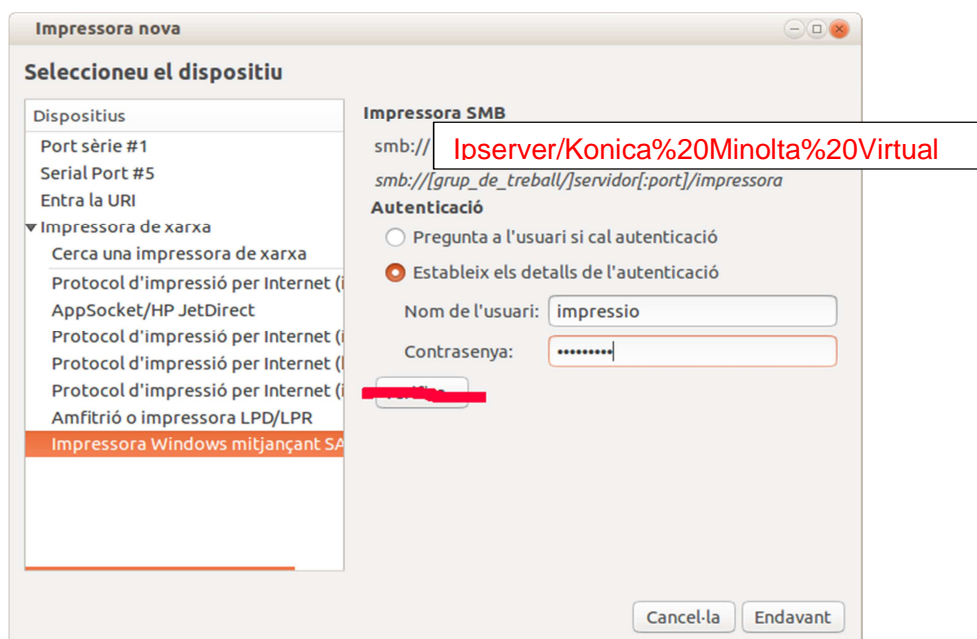 Impressora nova
Seleccioneu el dispositiu
Dispositius
Port sèrie #1
Serial Port #5
Entra la URI
Impressora de xarxa
Cerca una impressora de xarxa
Protocol d'impressió per Internet (i
AppSocket/HP JetDirect
Protocol d'impressió per Internet (i
Protocol d'impressió per Internet (
Protocol d'impressió per Internet (i
Amfitrió o impressora LPD/LPR
Impressora Windows mitjançant SA
Impressora SMB
smb:// Ipserver/Konica%20Minolta%20Virtual
smb://[grup_de_treball/]servidor[:port]/impressora
Autenticació
Pregunta a l'usuari si cal autenticació
Estableix els detalls de l'autenticació
Nom de l'usuari: impressio
Contrasenya: •••••••••
Cancel·la Endavant